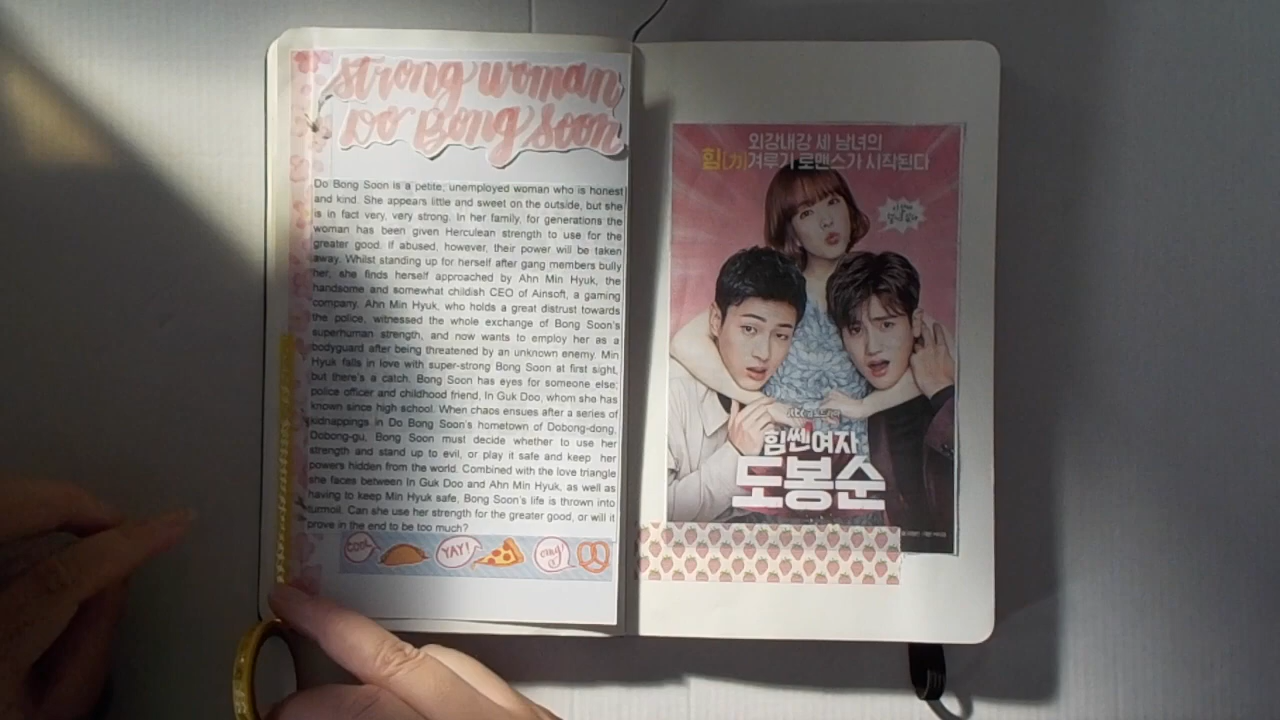 strong woman
Do Bong Soon
Do Bong Soon is a petite, unemployed woman who is honest
and kind. She appears little and sweet on the outside, but she
is in fact very, very strong. In her family, for generations the
woman has been given Herculean strength to use for the
greater good. If abused, however, their power will be taken
away. Whilst standing up for herself after gang members bully
her, she finds herself approached by Ahn Min Hyuk, the
handsome and somewhat childish CEO of Ainsoft, a gaming
company. Ahn Min Hyuk, who holds a great distrust towards
the police, witnessed the whole exchange of Bong Soon's
superhuman strength, and now wants to employ her as a
bodyguard after being threatened by an unknown enemy. Min
Hyuk falls in love with super-strong Bong Soon at first sight,
but there's a catch. Bong Soon has eyes for someone else;
police officer and childhood friend, In Guk Doo, whom she has
known since high school. When chaos ensues after a series of
kidnappings in Do Bong Soon's hometown of Dobong-dong,
Dobong-gu, Bong Soon must decide whether to use her
strength and stand up to evil, or play it safe and keep her
powers hidden from the world. Combined with the love triangle
she faces between In Guk Doo and Ahn Min Hyuk, as well as
having to keep Min Hyuk safe, Bong Soon's life is thrown into
turmoil. Can she use her strength for the greater good, or will it
prove in the end to be too much?
COOL YAY! omg!
외강내강 세 남녀의
힘(Li)겨루기 로맨스가 시작된다
힘쎈여자
도봉순